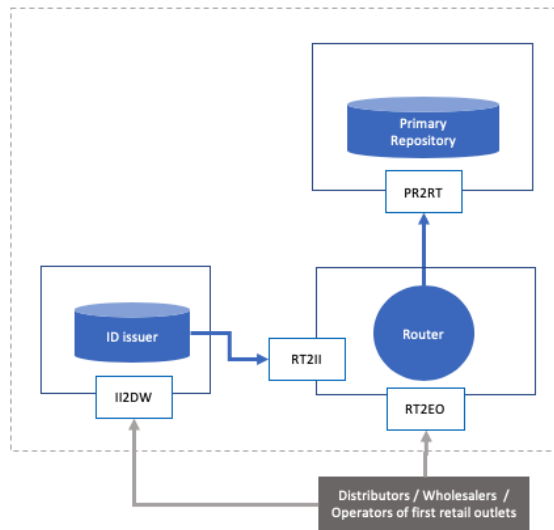 Primary
Repository
PR2RT
ID issuer
Router
RT2II
II2DW
RT2EO
Distributors / Wholesalers /
Operators of first retail outlets